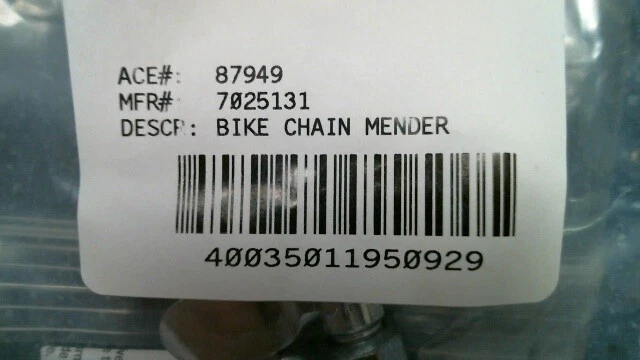 ACE#: 87949
MFR#: 7025131
DESCR: BIKE CHAIN MENDER
40035011950929